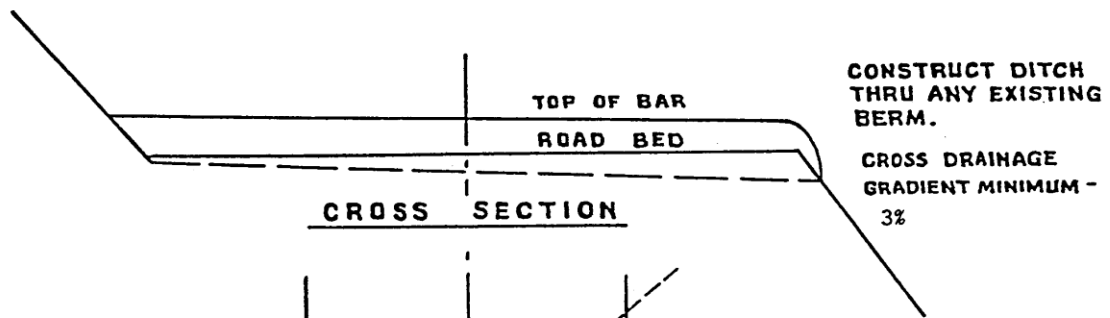 TOP OF BAR
ROAD BED
CROSS SECTION
CONSTRUCT DITCH
THRU ANY EXISTING
BERM.
CROSS DRAINAGE
GRADIENT MINIMUM -
3%